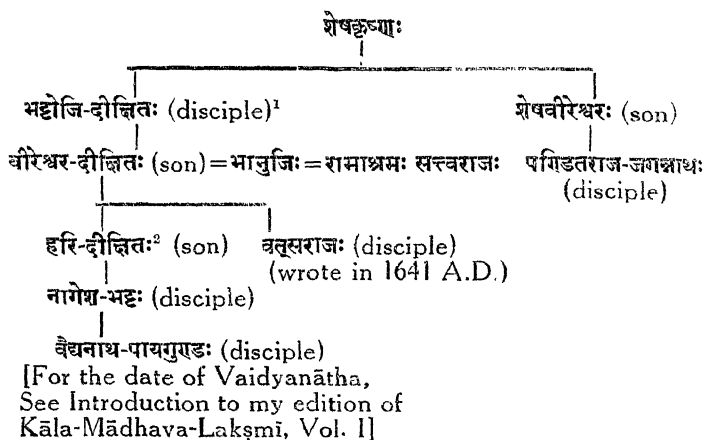 शेषकृष्णः
भट्टोजि-दीक्षितः (disciple)¹ शेषवीरेश्वरः (son)
वीरेश्वर-दीक्षितः (son)=भानुजिः=रामाश्रमः सत्त्वराजः पण्डितराज-जगन्नाथः
(disciple)
हरि-दीक्षितः² (son) वत्सराजः (disciple)
(wrote in 1641 A.D.)
नागेश-भट्टः (disciple)
वैद्यनाथ-पायगुण्डः (disciple)
[For the date of Vaidyanātha,
See Introduction to my edition of
Kāla-Mādhava-Lakṣmī, Vol. I]